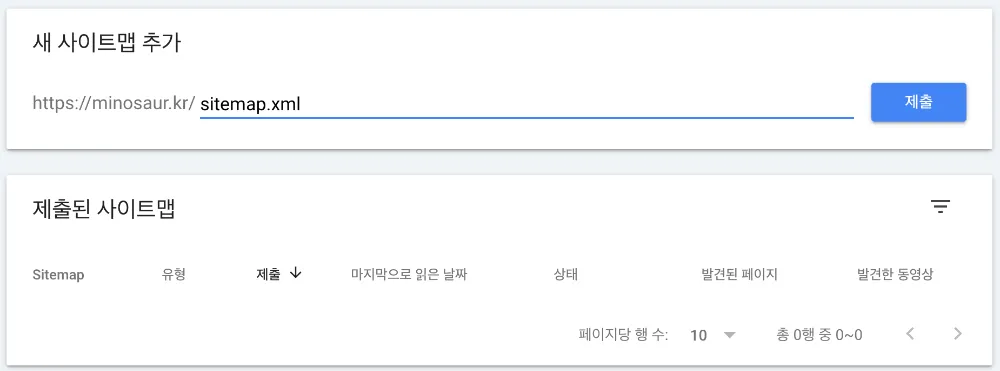 새 사이트맵 추가
https://minosaur.kr/ sitemap.xml 제출
제출된 사이트맵
Sitemap 유형 제출 마지막으로 읽은 날짜 상태 발견된 페이지 발견한 동영상
페이지당 행 수: 10 총 0행 중 0~0